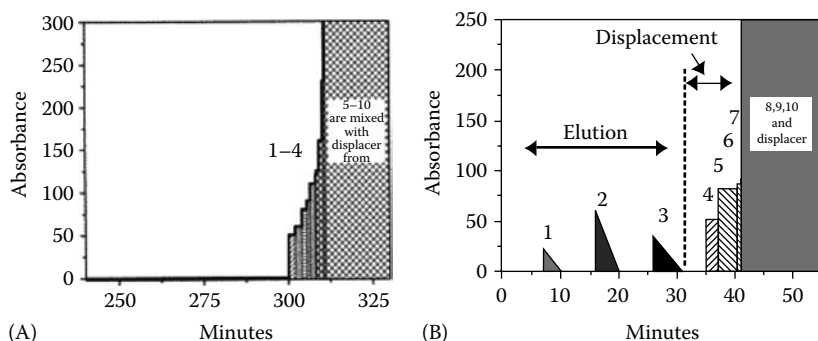 300
250
200
150
100
50
0
Absorbance
1–4
5–10
are mixed
with
displacer
from
250
275
300
325
(A)
Minutes
250
200
150
100
50
0
Absorbance
Displacement
Elution
1
2
3
4
5
6
7
8,9,10
and
displacer
0
10
20
30
40
50
(B)
Minutes